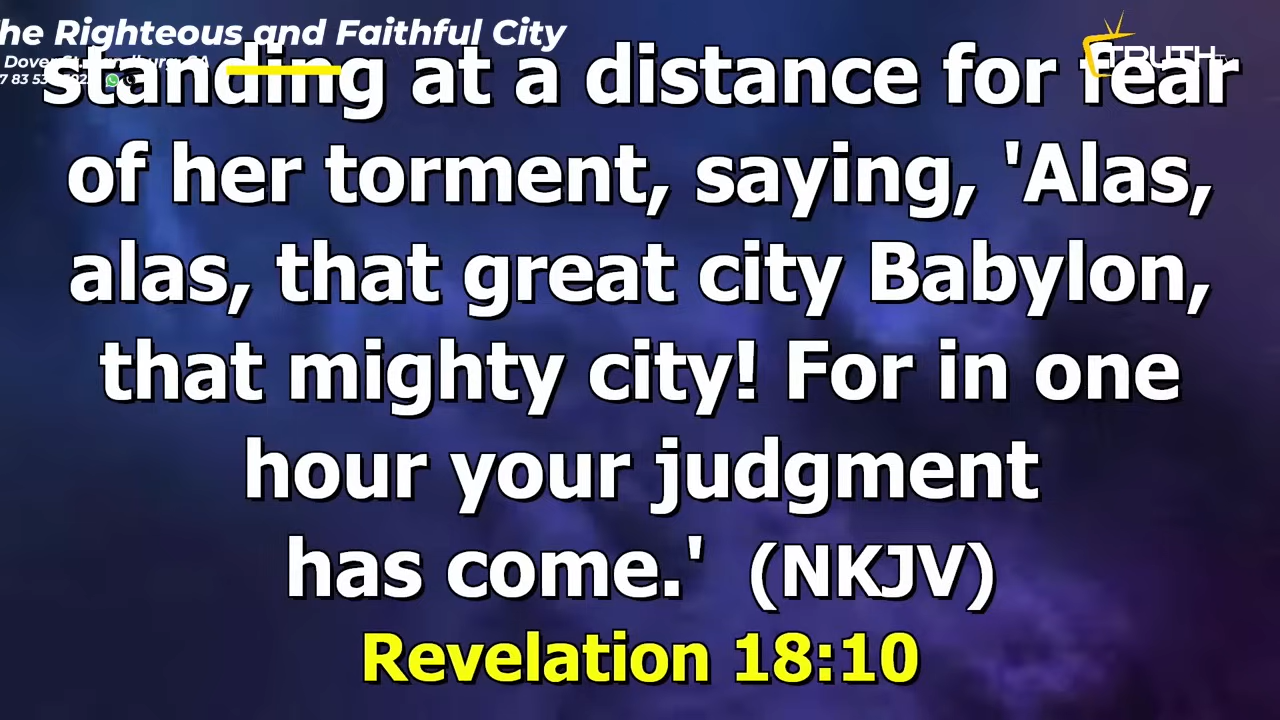 he Righteous and Faithful City
standing at a distance for fear
TRUTH
of her torment, saying, 'Alas,
alas, that great city Babylon,
that mighty city! For in one
hour your judgment
has come.' (NKJV)
Revelation 18:10